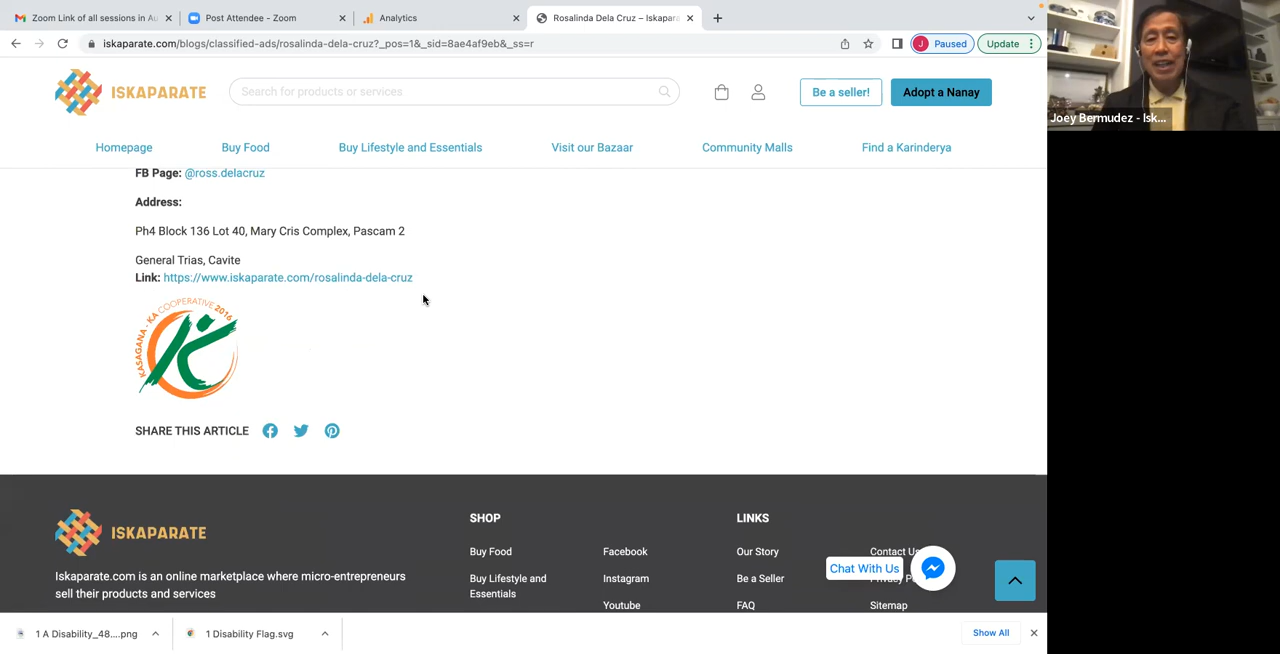 Zoom Link of all sessions in Au
Post Attendee - Zoom
Analytics
Rosalinda Dela Cruz – Iskapar
iskaparate.com/blogs/classified-ads/rosalinda-dela-cruz?_pos=1&_sid=8ae4af9eb&_ss=r
J Paused
Update
ISKAPARATE
Search for products or services
Be a seller!
Adopt a Nanay
Homepage
Buy Food
Buy Lifestyle and Essentials
Visit our Bazaar
Community Malls
Find a Karinderya
FB Page: @ross.delacruz
Address:
Ph4 Block 136 Lot 40, Mary Cris Complex, Pascam 2
General Trias, Cavite
Link: https://www.iskaparate.com/rosalinda-dela-cruz
KASAGANA-KA COOPERATIVE 2016
SHARE THIS ARTICLE
ISKAPARATE
Iskaparate.com is an online marketplace where micro-entrepreneurs
sell their products and services
SHOP
Buy Food
Buy Lifestyle and
Essentials
Facebook
Instagram
Youtube
LINKS
Our Story
Be a Seller
FAQ
Contact Us
Sitemap
Chat With Us
1 A Disability_48....png
1 Disability Flag.svg
Show All
Joey Bermudez - Isk...